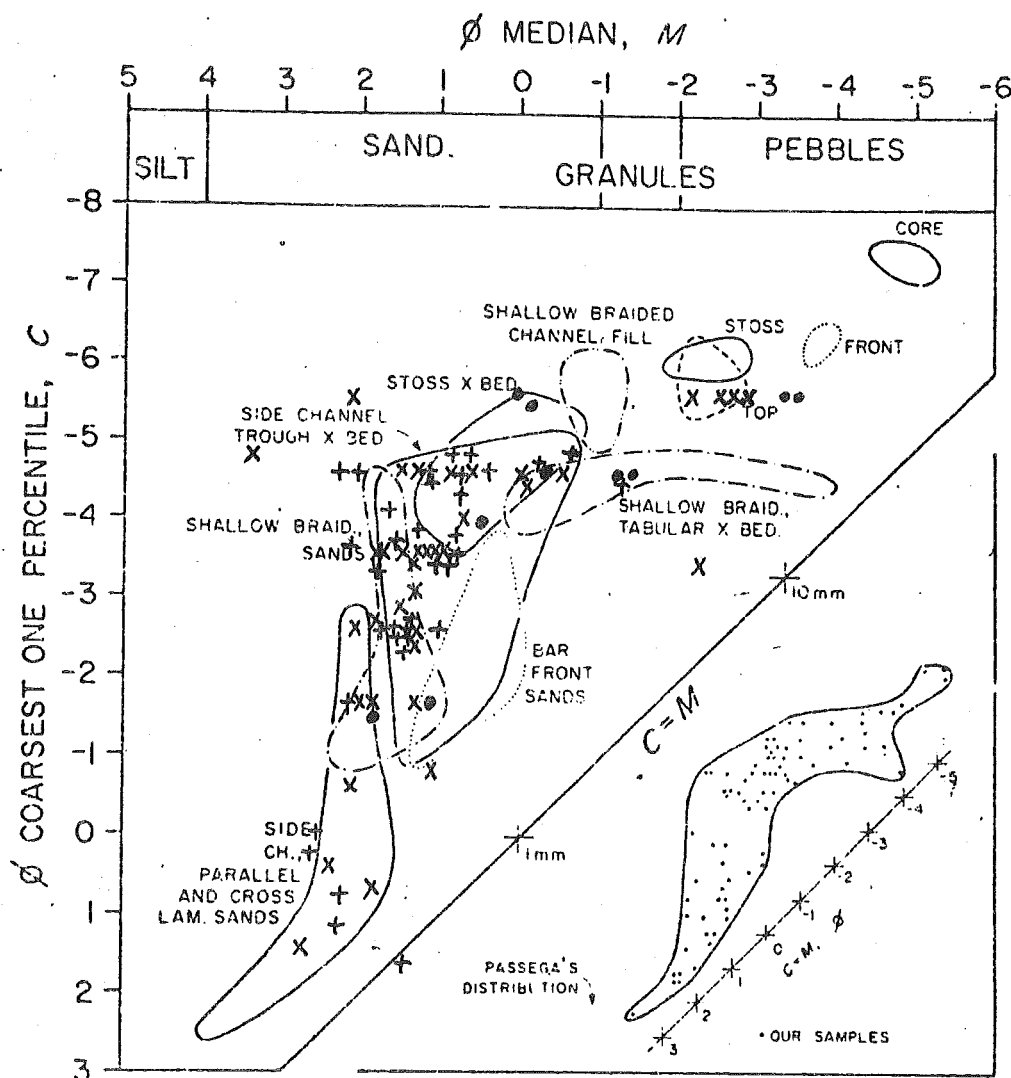 Ø MEDIAN, M
5 4 3 2 1 0 -1 -2 -3 -4 -5 -6
SILT
SAND.
GRANULES
PEBBLES
Ø COARSEST ONE PERCENTILE, C
-8
-7
-6
-5
-4
-3
-2
-1
0
1
2
3
CORE
SHALLOW BRAIDED
CHANNEL, FILL
STOSS
FRONT
TOP
STOSS X BED
SIDE CHANNEL
TROUGH X BED
SHALLOW BRAID.,
SANDS
SHALLOW BRAID.,
TABULAR X BED.
10mm
BAR
FRONT
SANDS
C=M
1mm
SIDE
CH.,
PARALLEL
AND CROSS
LAM. SANDS
PASSEGA'S
DISTRIBUTION
-5
-4
-3
-2
-1
0
1
2
3
C=M, Ø
• OUR SAMPLES